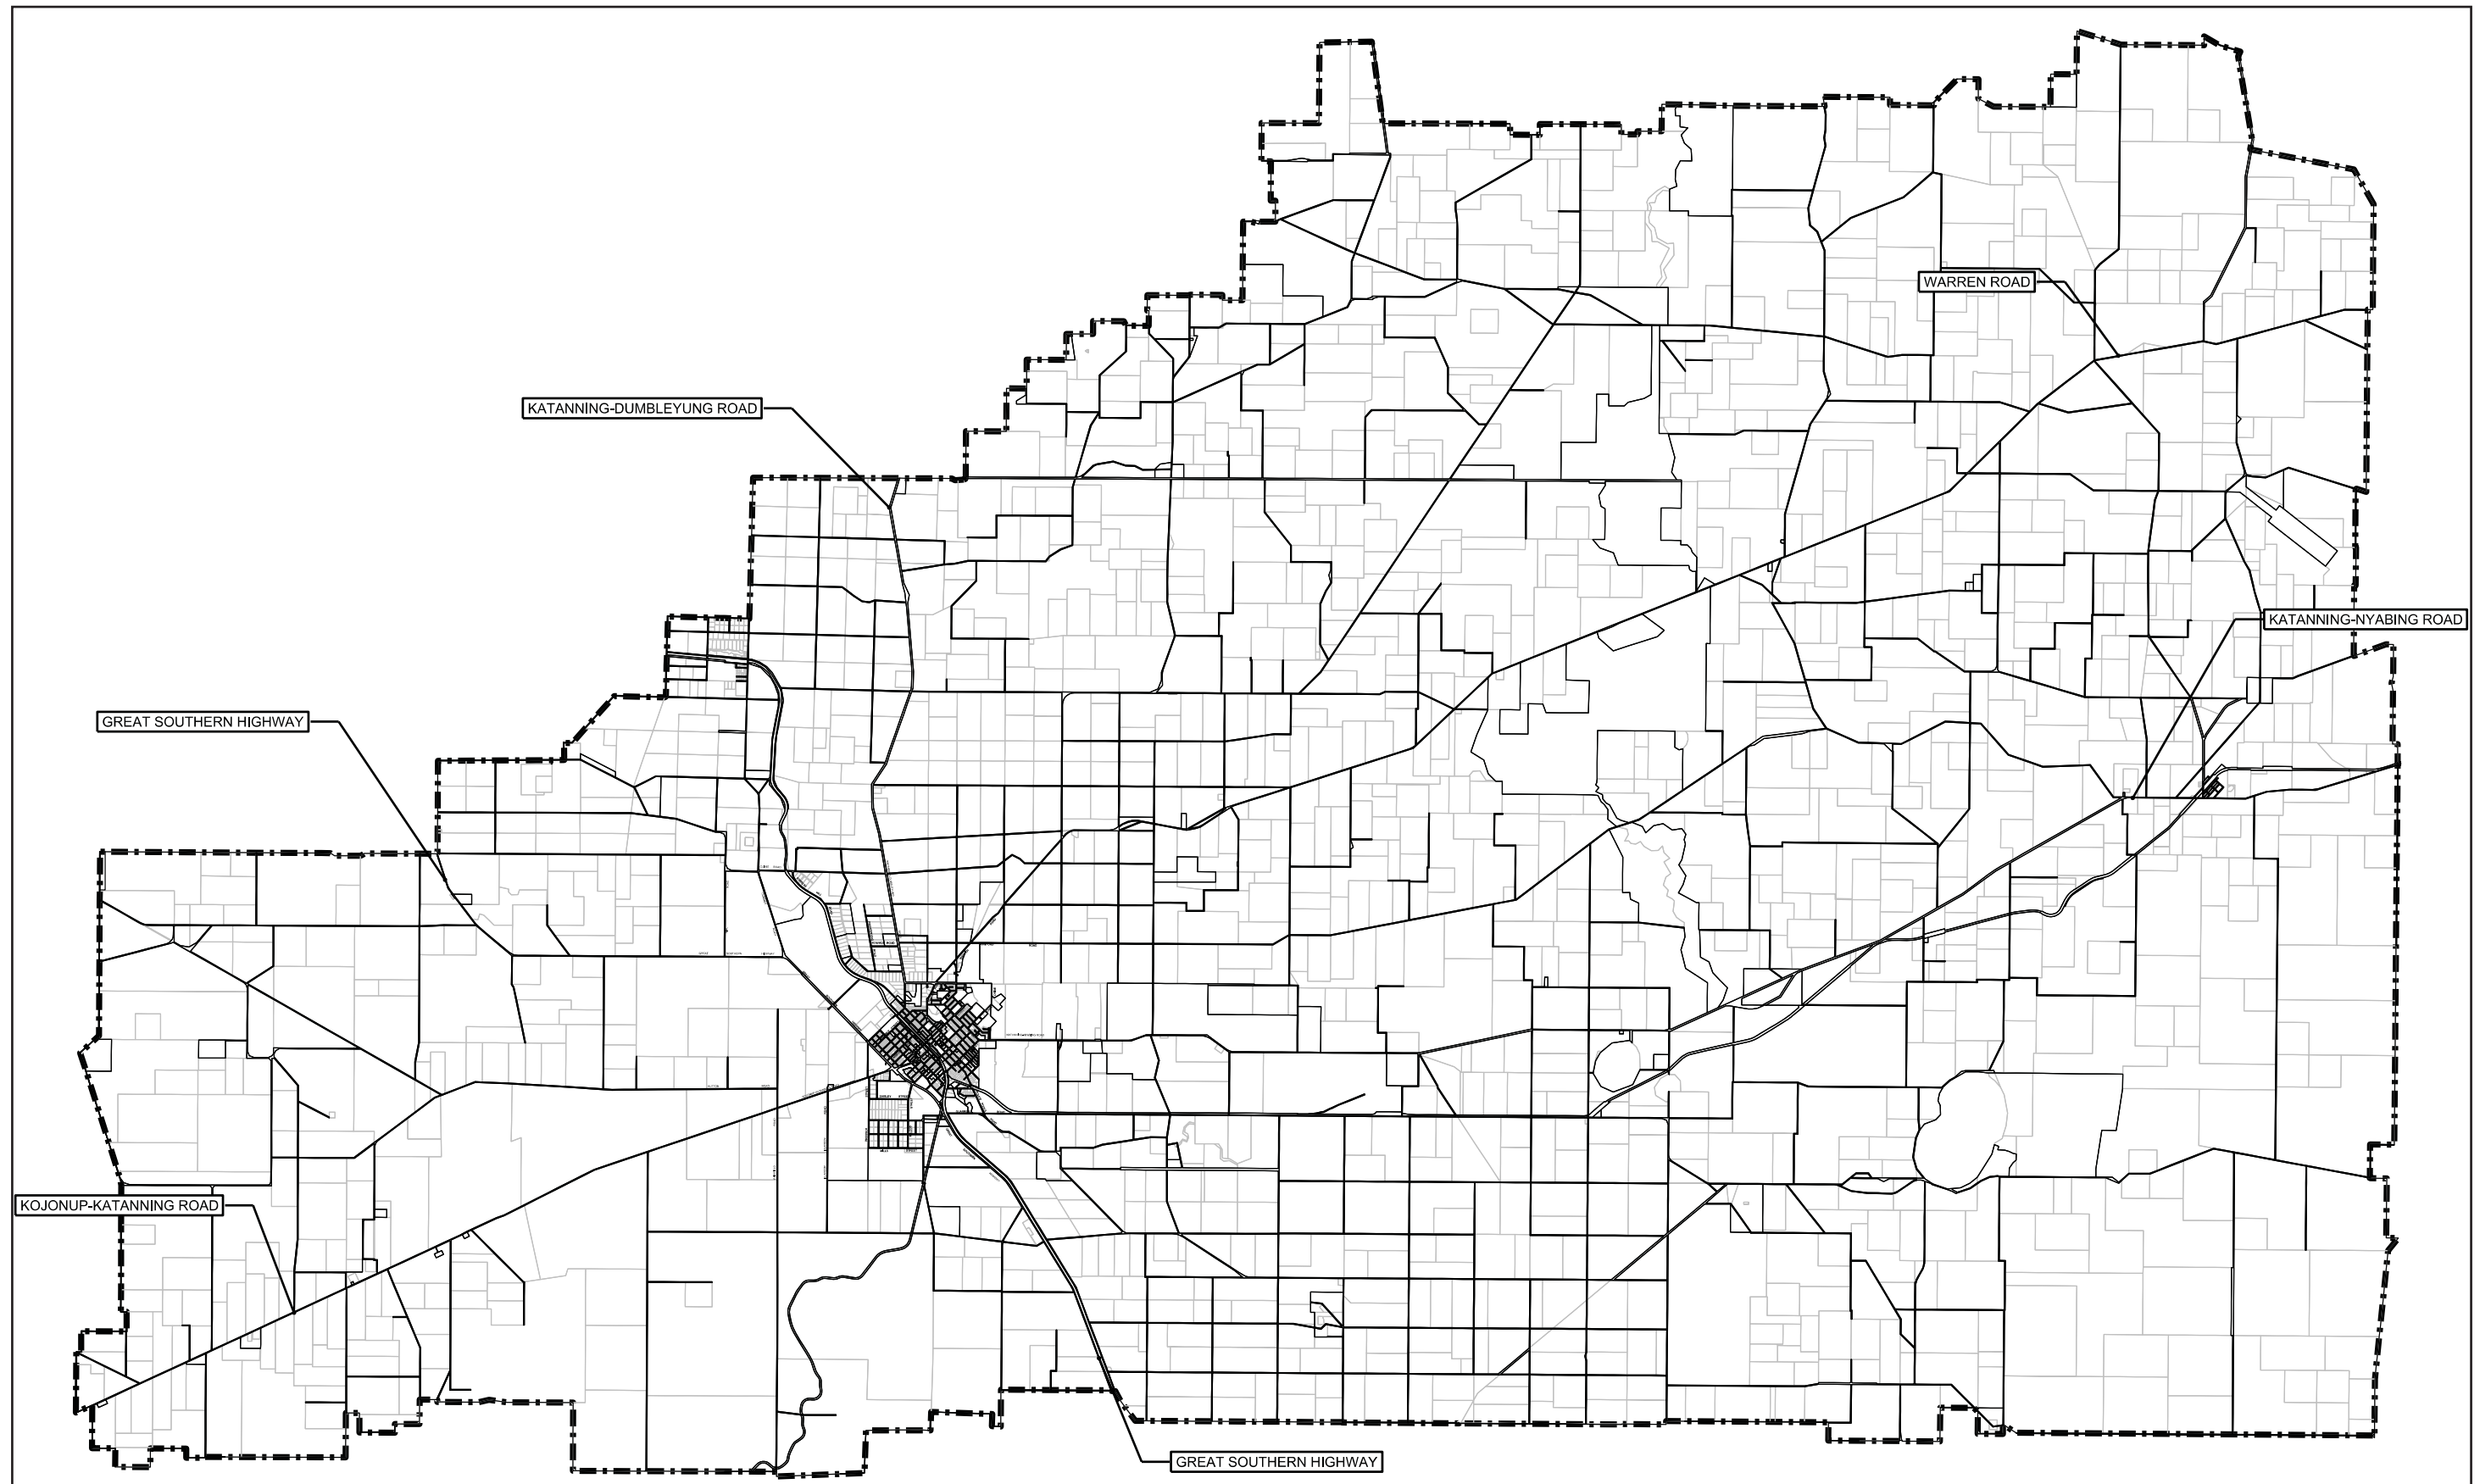 WARREN ROAD
KATANNING-DUMBLEYUNG ROAD
KATANNING-NYABING ROAD
GREAT SOUTHERN HIGHWAY
KOJONUP-KATANNING ROAD
GREAT SOUTHERN HIGHWAY